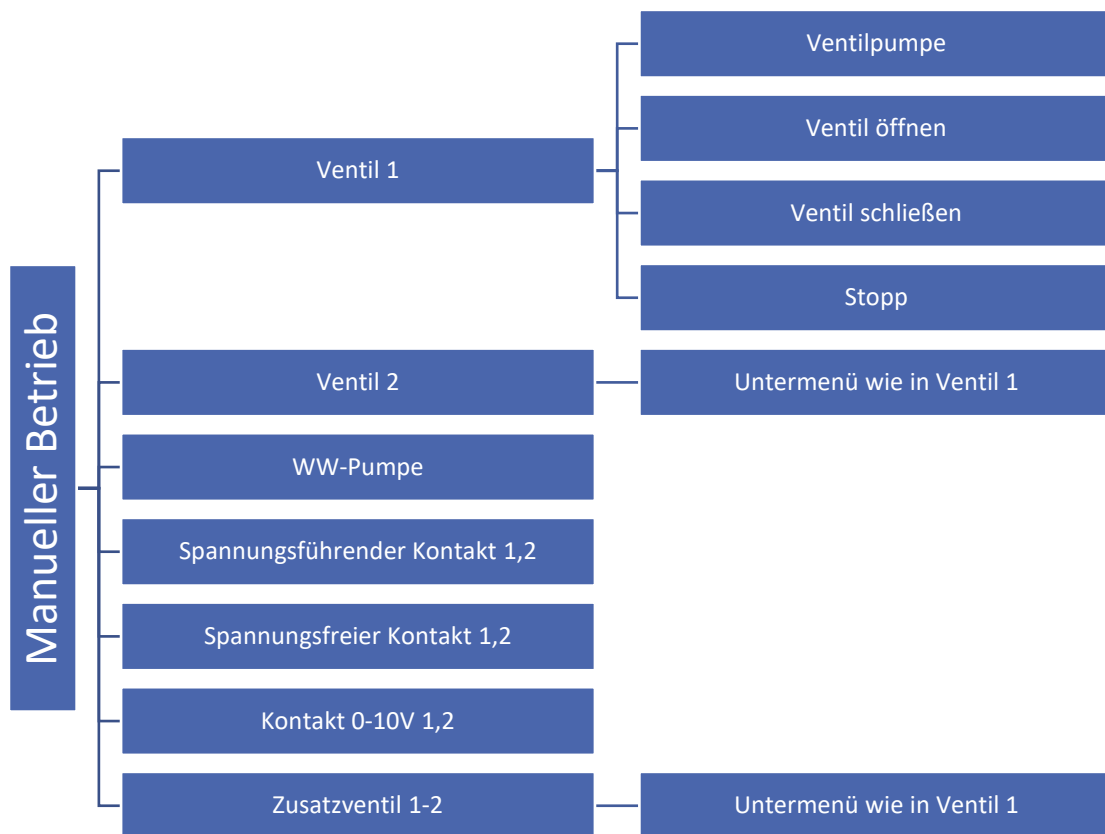 Manueller Betrieb
Ventil 1
Ventilpumpe
Ventil öffnen
Ventil schließen
Stopp
Ventil 2
Untermenü wie in Ventil 1
WW-Pumpe
Spannungsführender Kontakt 1,2
Spannungsfreier Kontakt 1,2
Kontakt 0-10V 1,2
Zusatzventil 1-2
Untermenü wie in Ventil 1